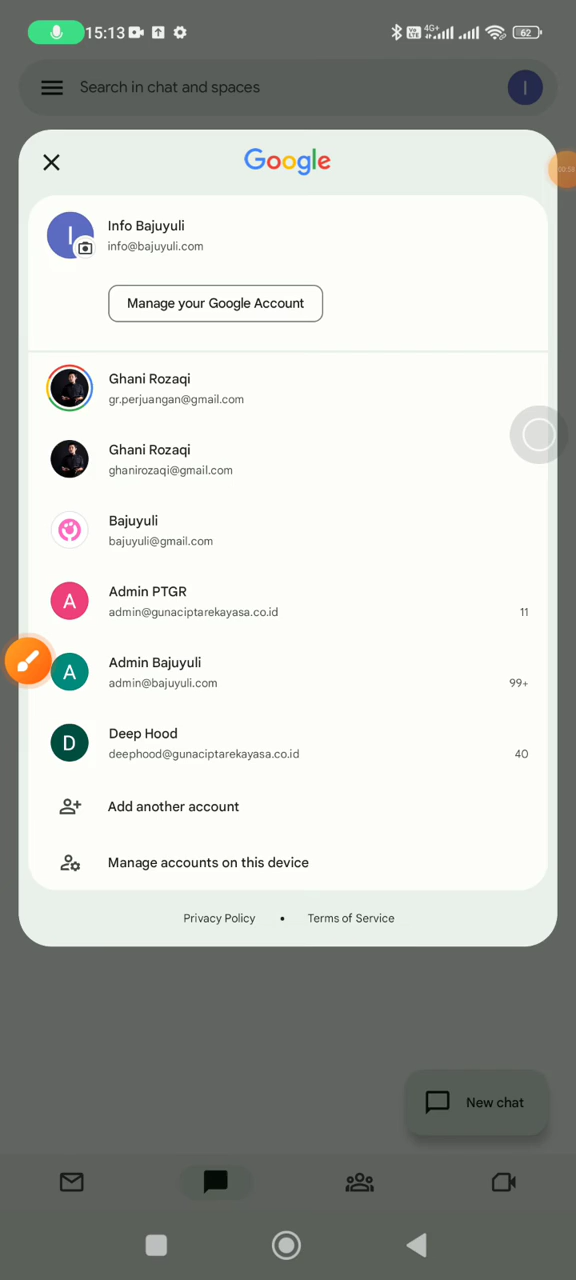 15:13
4G+
62
Search in chat and spaces
I
Google
I
Info Bajuyuli
info@bajuyuli.com
Manage your Google Account
Ghani Rozaqi
gr.perjuangan@gmail.com
Ghani Rozaqi
ghanirozaqi@gmail.com
Bajuyuli
bajuyuli@gmail.com
A
Admin PTGR
admin@gunaciptarekayasa.co.id
11
A
Admin Bajuyuli
admin@bajuyuli.com
99+
D
Deep Hood
deephood@gunaciptarekayasa.co.id
40
Add another account
Manage accounts on this device
Privacy Policy • Terms of Service
New chat